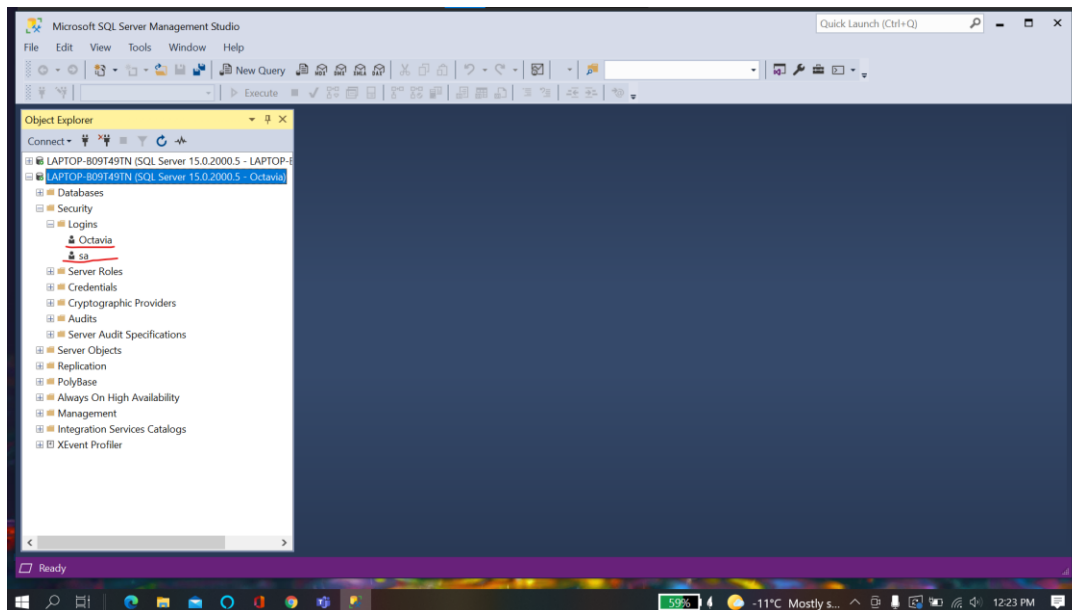 Microsoft SQL Server Management Studio
Quick Launch (Ctrl+Q)
File Edit View Tools Window Help
New Query
Execute
Object Explorer
Connect
LAPTOP-B09T49TN (SQL Server 15.0.2000.5 - LAPTOP-B
LAPTOP-B09T49TN (SQL Server 15.0.2000.5 - Octavia)
Databases
Security
Logins
Octavia
sa
Server Roles
Credentials
Cryptographic Providers
Audits
Server Audit Specifications
Server Objects
Replication
PolyBase
Always On High Availability
Management
Integration Services Catalogs
XEvent Profiler
Ready
59% -11°C Mostly s... 12:23 PM